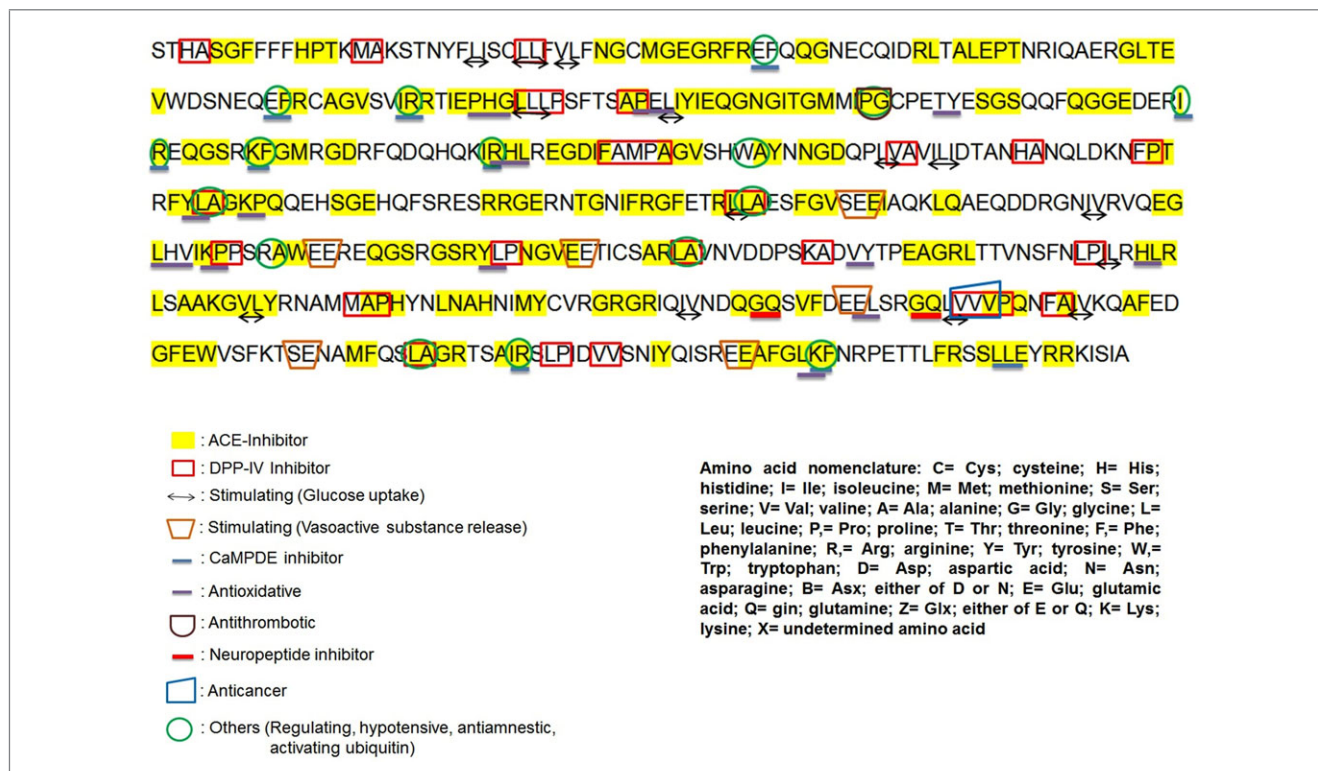 STHASGFFFFHPTKMAKSTNYFLISCLLFVLFNGCMGEGRFREFQQGNECQIDRLTALEPTNRIQAERGLTE
VWDSNEQEFRCAGVSVIRRTIEPHGLLLPSFTSAPELIYIEQGNGITGMMIPGCPETYESGSQQFQGGEDERI
REQGSRKFGMRGDRFQDQHQKIRHLREGDIFAMPAGVSHWAYNNGDQPLVAVILIDTANHANQLDKNFPT
RFYLAGKPQQEHSGEHQFSRESRRGERNTGNIFRGFETRLLAESFGVSEEIAQKLQAEQDDRGNIVRVQEG
LHVIKPPSRAWEEREQGSRGSRYLPNGVEETICSARLAVNVDDPSKADVYTPEAGRLTTVNSFNLPILRHLR
LSAAKGVLYRNAMMAPHYNLNAHNIMYCVRGRGRIQIVNDQGQSVFDEELSRGQLVVVPQNFAIVKQAFED
GFEWVSFKTSENAMFQSLAGRTSAIRSLPIDVVSNIYQISREEAFGLKFNRPETTLFRSSLLEYRRKISIA
: ACE-Inhibitor
: DPP-IV Inhibitor
: Stimulating (Glucose uptake)
: Stimulating (Vasoactive substance release)
: CaMPDE inhibitor
: Antioxidative
: Antithrombotic
: Neuropeptide inhibitor
: Anticancer
: Others (Regulating, hypotensive, antiamnestic,
activating ubiquitin)
Amino acid nomenclature: C= Cys; cysteine; H= His;
histidine; I= Ile; isoleucine; M= Met; methionine; S= Ser;
serine; V= Val; valine; A= Ala; alanine; G= Gly; glycine; L=
Leu; leucine; P,= Pro; proline; T= Thr; threonine; F,= Phe;
phenylalanine; R,= Arg; arginine; Y= Tyr; tyrosine; W,=
Trp; tryptophan; D= Asp; aspartic acid; N= Asn;
asparagine; B= Asx; either of D or N; E= Glu; glutamic
acid; Q= gin; glutamine; Z= Glx; either of E or Q; K= Lys;
lysine; X= undetermined amino acid